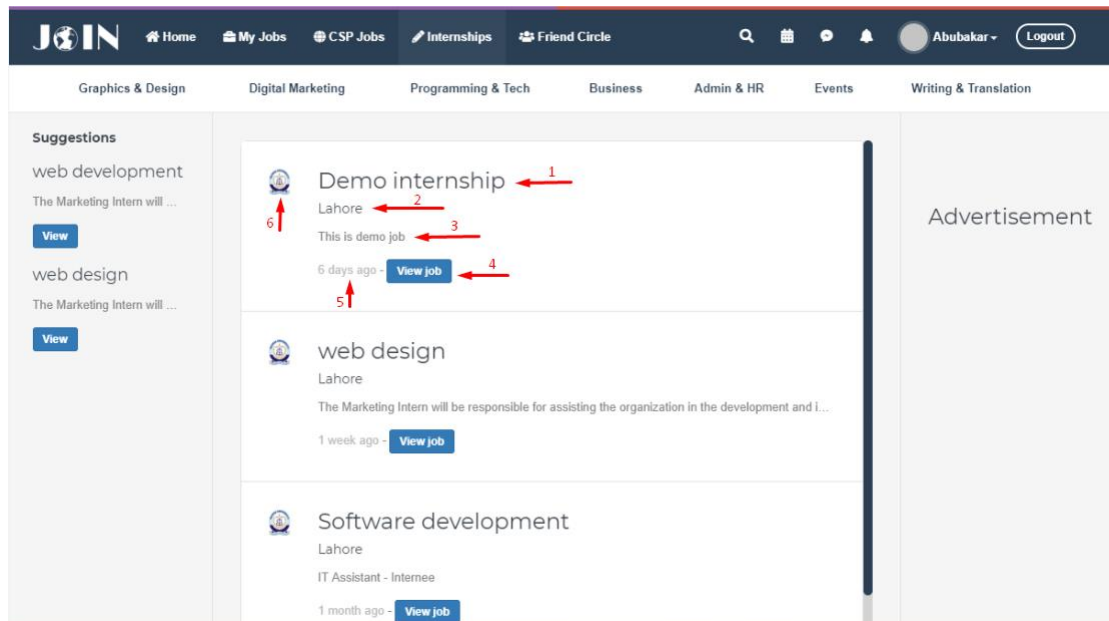 JOIN Home My Jobs CSP Jobs Internships Friend Circle Abubakar Logout
Graphics & Design Digital Marketing Programming & Tech Business Admin & HR Events Writing & Translation
Suggestions
web development
The Marketing Intern will ...
View
web design
The Marketing Intern will ...
View
Demo internship 1
Lahore 2
6
This is demo job 3
6 days ago - View job 4
5
web design
Lahore
The Marketing Intern will be responsible for assisting the organization in the development and i...
1 week ago - View job
Software development
Lahore
IT Assistant - Internee
1 month ago - View job
Advertisement